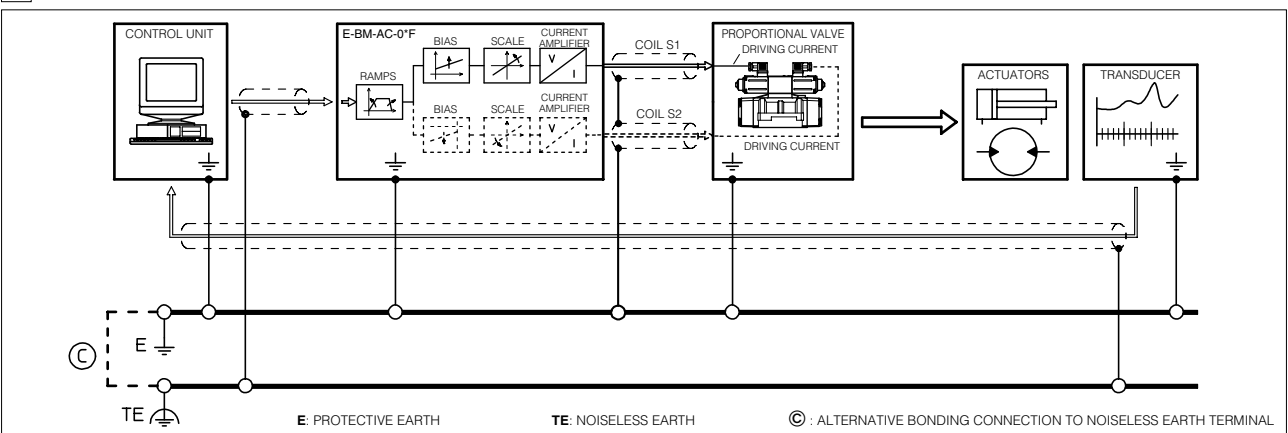 CONTROL UNIT
E-BM-AC-0*F
RAMPS
BIAS
SCALE
CURRENT
AMPLIFIER
V
I
BIAS
SCALE
CURRENT
AMPLIFIER
V
I
COIL S1
COIL S2
PROPORTIONAL VALVE
DRIVING CURRENT
DRIVING CURRENT
ACTUATORS
TRANSDUCER
C
E
TE
E: PROTECTIVE EARTH
TE: NOISELESS EARTH
© : ALTERNATIVE BONDING CONNECTION TO NOISELESS EARTH TERMINAL